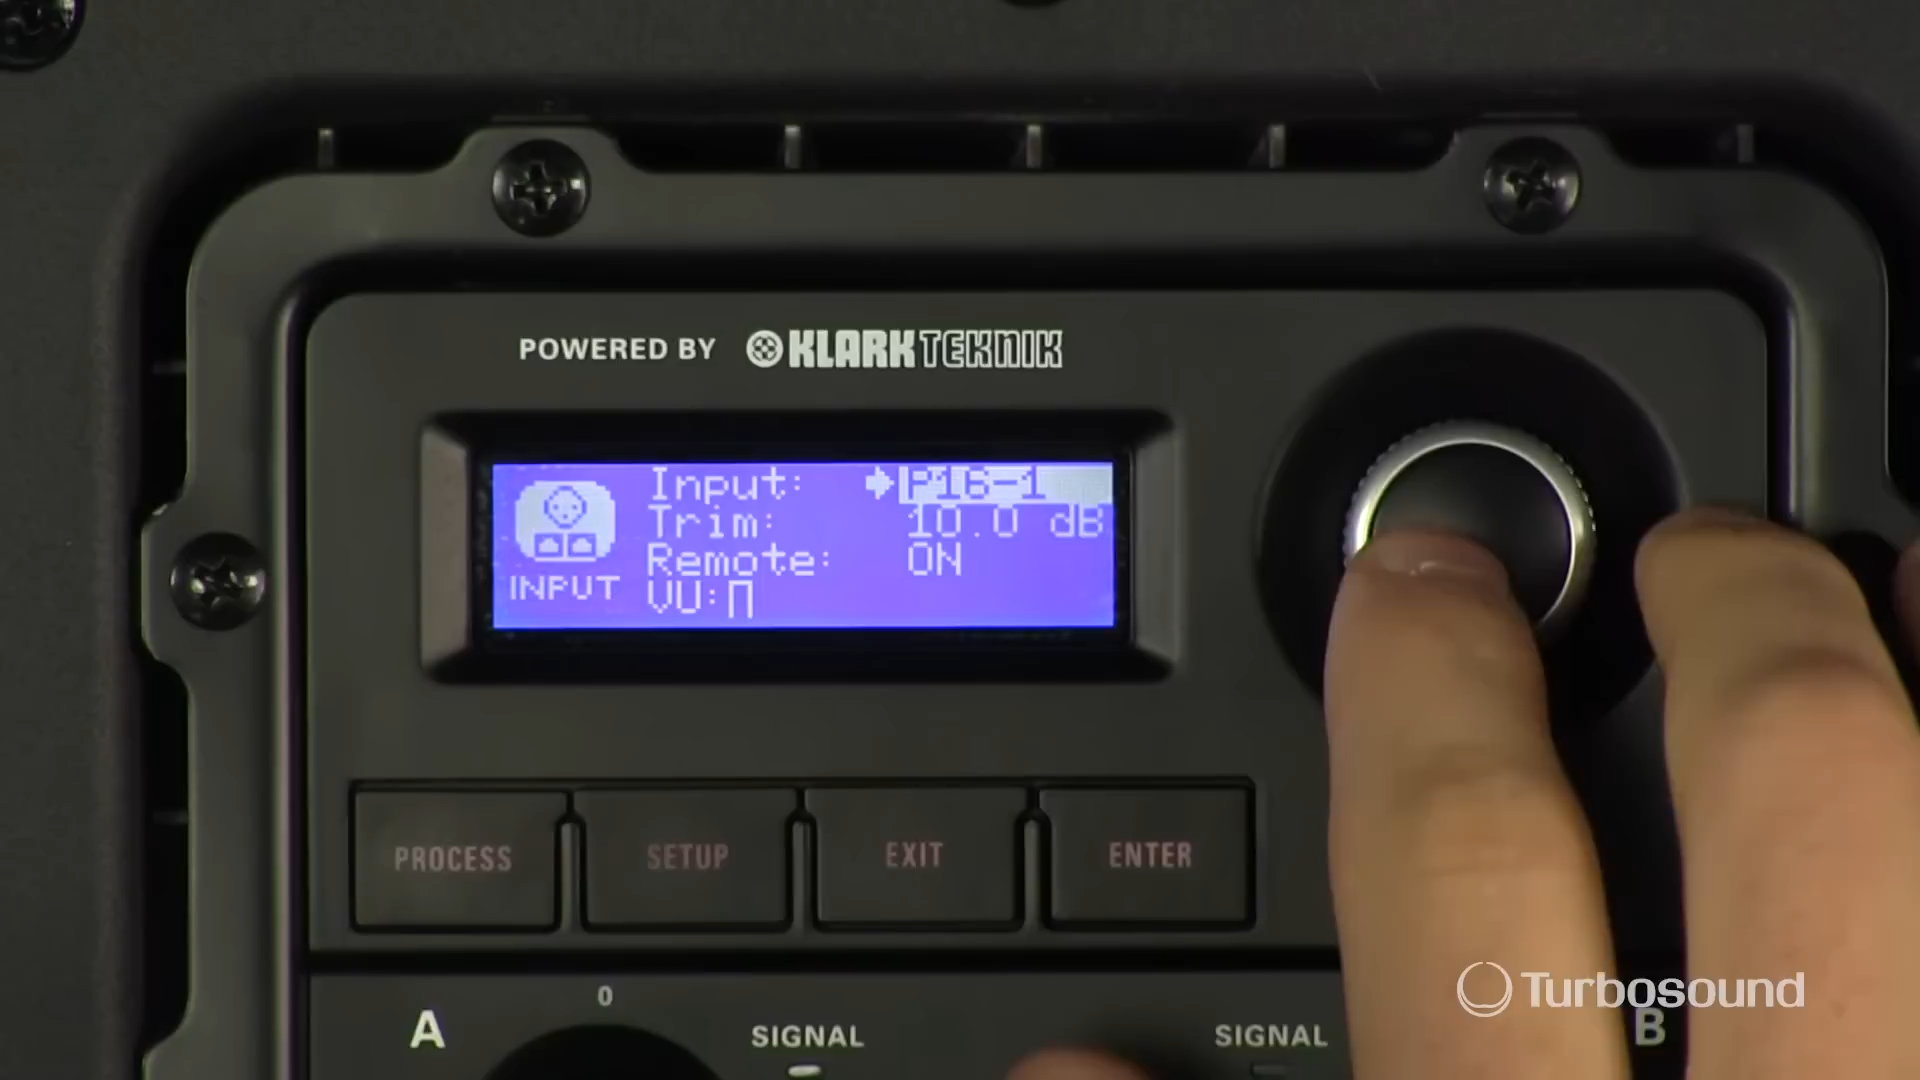 POWERED BY KLARK TEKNIK
Input: P16-1
Trim: 10.0 dB
Remote: ON
INPUT
VU:
PROCESS SETUP EXIT ENTER
0
A SIGNAL SIGNAL B
Turbosound